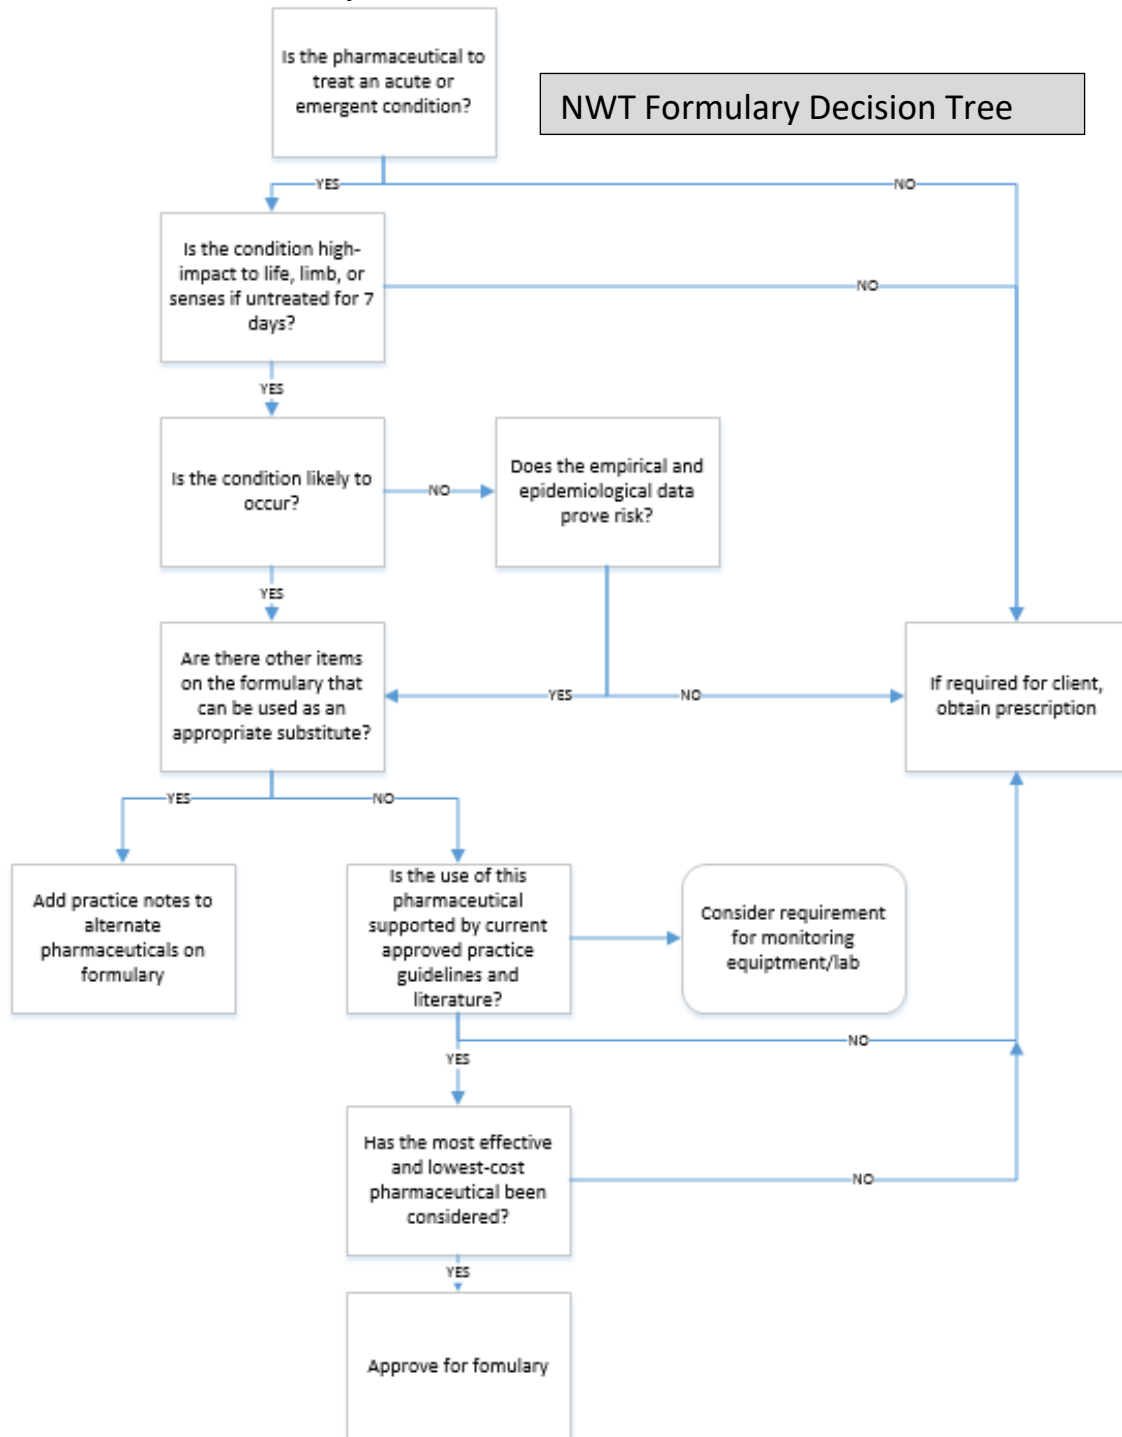 Is the pharmaceutical to
treat an acute or
emergent condition?
NWT Formulary Decision Tree
YES
NO
Is the condition high-
impact to life, limb, or
senses if untreated for 7
days?
NO
YES
Is the condition likely to
occur?
NO
Does the empirical and
epidemiological data
prove risk?
YES
Are there other items
on the formulary that
can be used as an
appropriate substitute?
YES
NO
If required for client,
obtain prescription
YES
NO
Add practice notes to
alternate
pharmaceuticals on
formulary
Is the use of this
pharmaceutical
supported by current
approved practice
guidelines and
literature?
Consider requirement
for monitoring
equiptment/lab
NO
YES
Has the most effective
and lowest-cost
pharmaceutical been
considered?
NO
YES
Approve for fomulary